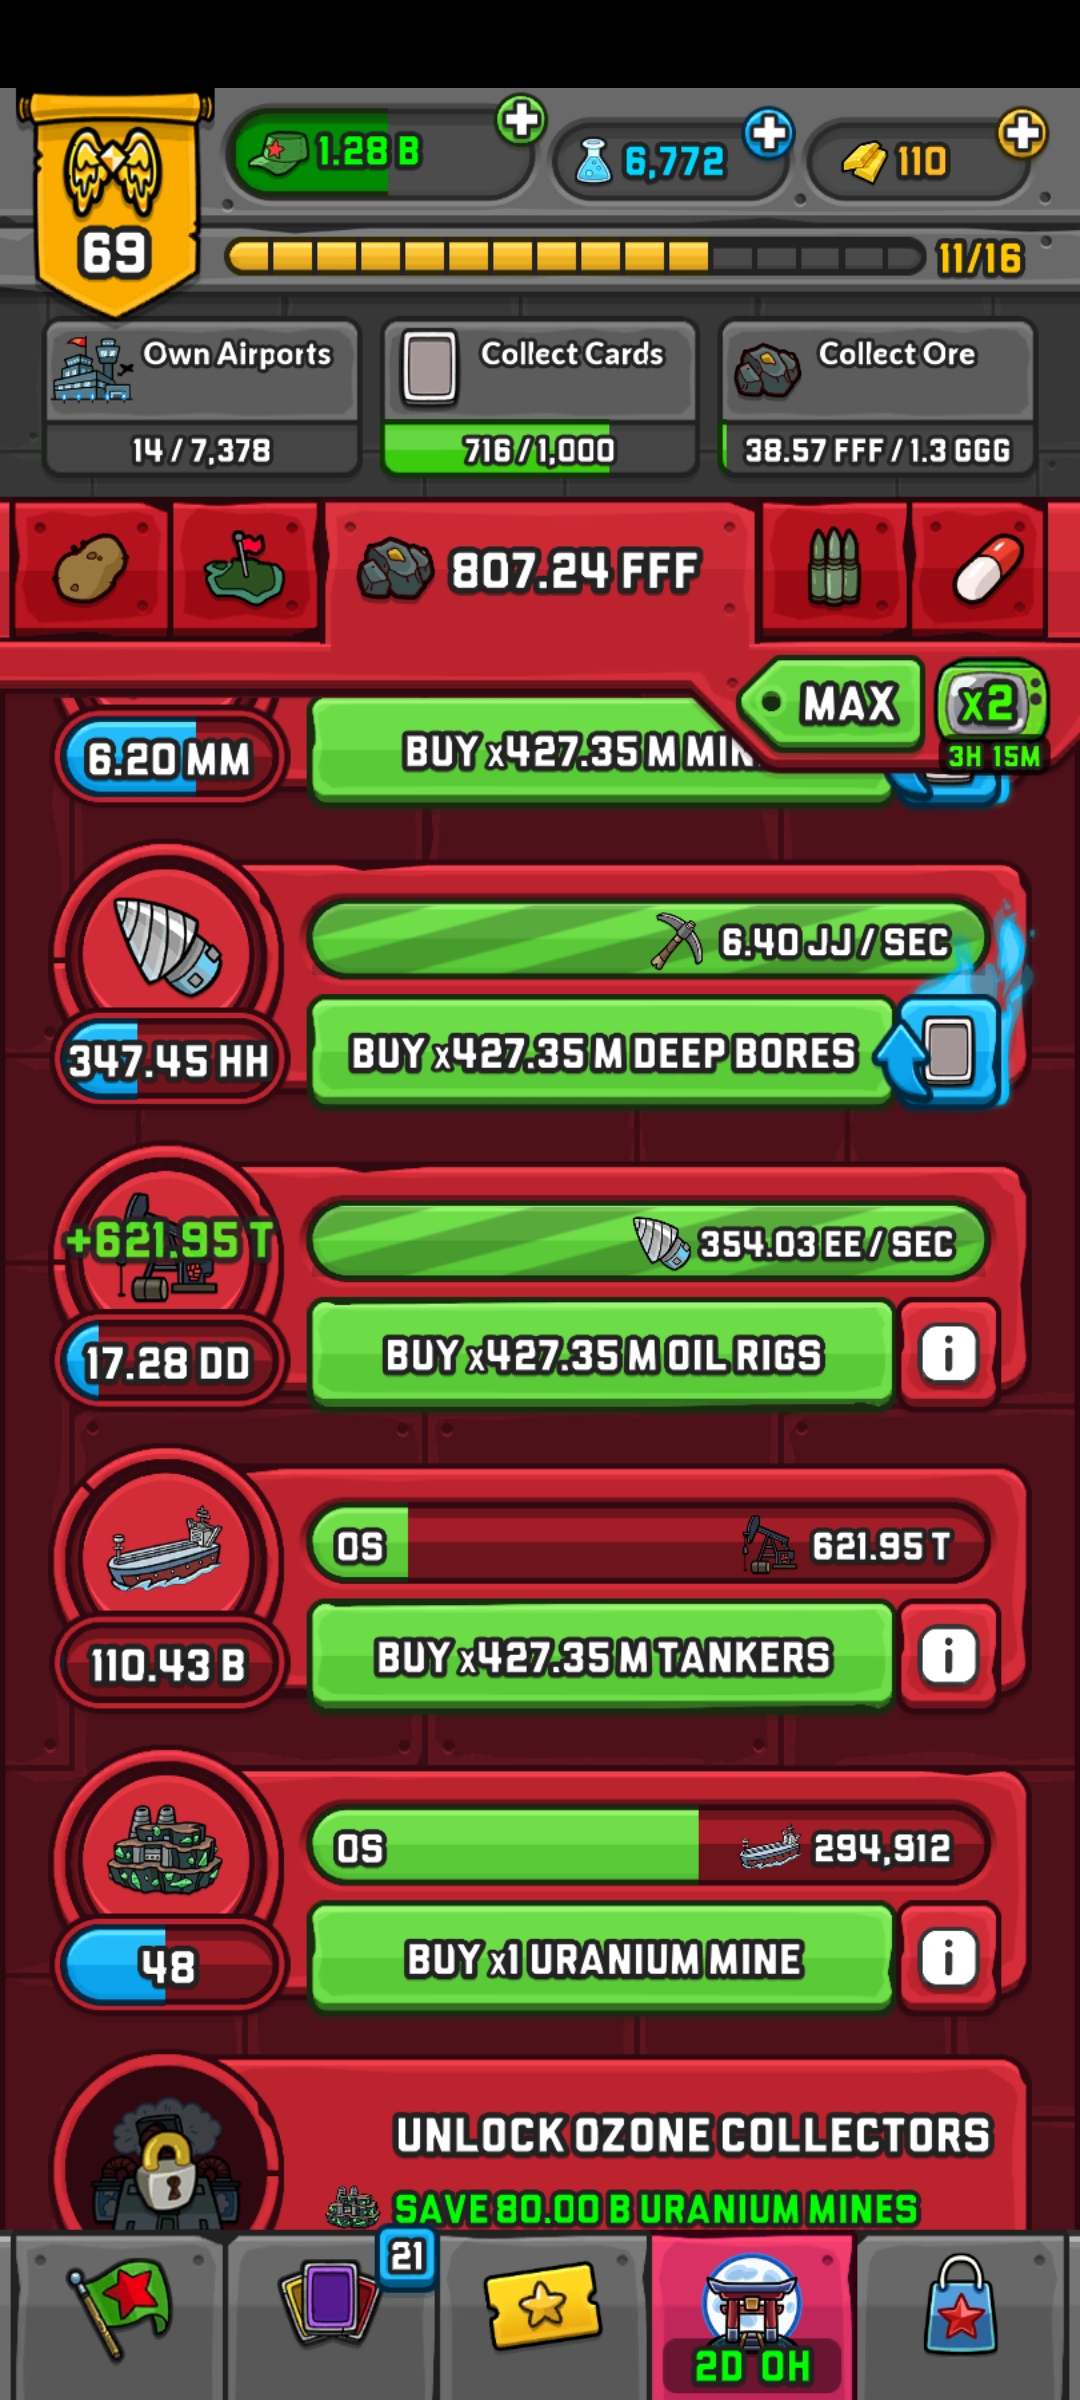 69
1.28 B
6,772
110
11/16
Own Airports
14 / 7,378
Collect Cards
716 / 1,000
Collect Ore
38.57 FFF / 1.3 GGG
807.24 FFF
MAX
x2
3H 15M
6.20 MM
BUY x427.35 M MIN
6.40 JJ / SEC
347.45 HH
BUY x427.35 M DEEP BORES
+621.95 T
354.03 EE / SEC
17.28 DD
BUY x427.35 M OIL RIGS
i
0S
621.95 T
110.43 B
BUY x427.35 M TANKERS
i
0S
294,912
48
BUY x1 URANIUM MINE
i
UNLOCK OZONE COLLECTORS
SAVE 80.00 B URANIUM MINES
21
2D 0H